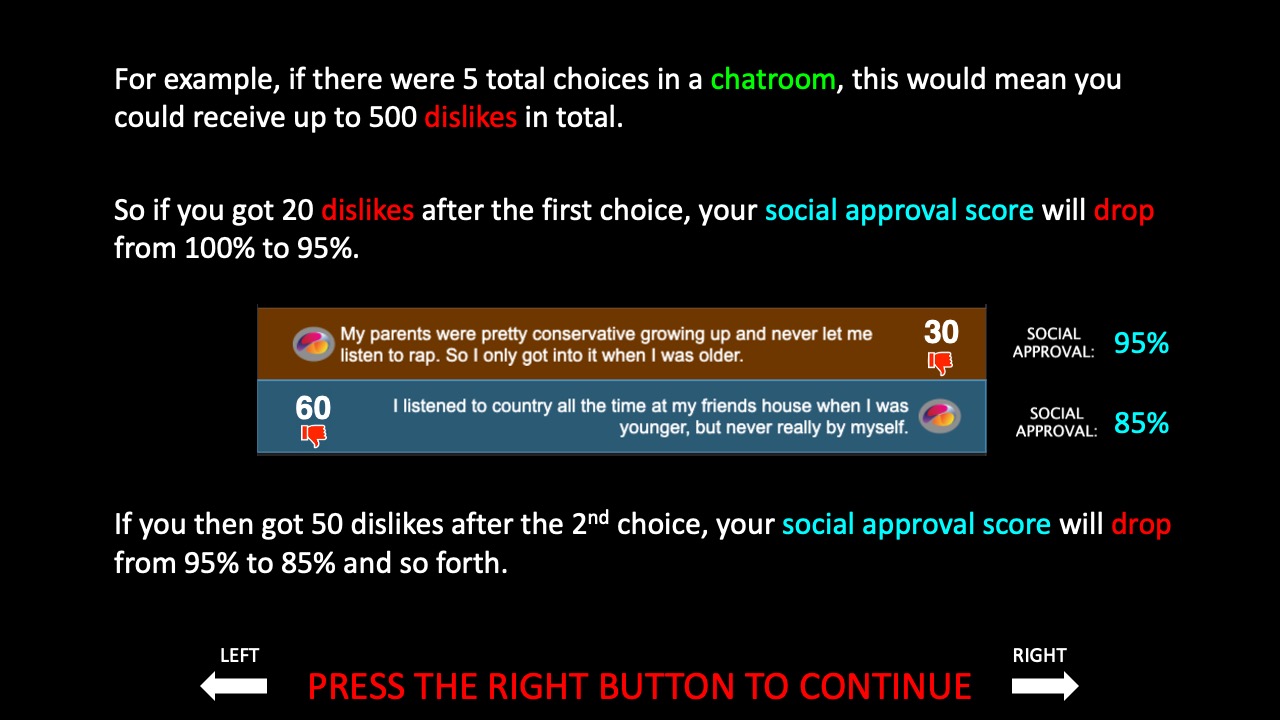 For example, if there were 5 total choices in a chatroom, this would mean you
could receive up to 500 dislikes in total.
So if you got 20 dislikes after the first choice, your social approval score will drop
from 100% to 95%.
My parents were pretty conservative growing up and never let me
listen to rap. So I only got into it when I was older.
30
SOCIAL
APPROVAL: 95%
60
I listened to country all the time at my friends house when I was
younger, but never really by myself.
SOCIAL
APPROVAL: 85%
If you then got 50 dislikes after the 2nd choice, your social approval score will drop
from 95% to 85% and so forth.
LEFT
PRESS THE RIGHT BUTTON TO CONTINUE
RIGHT